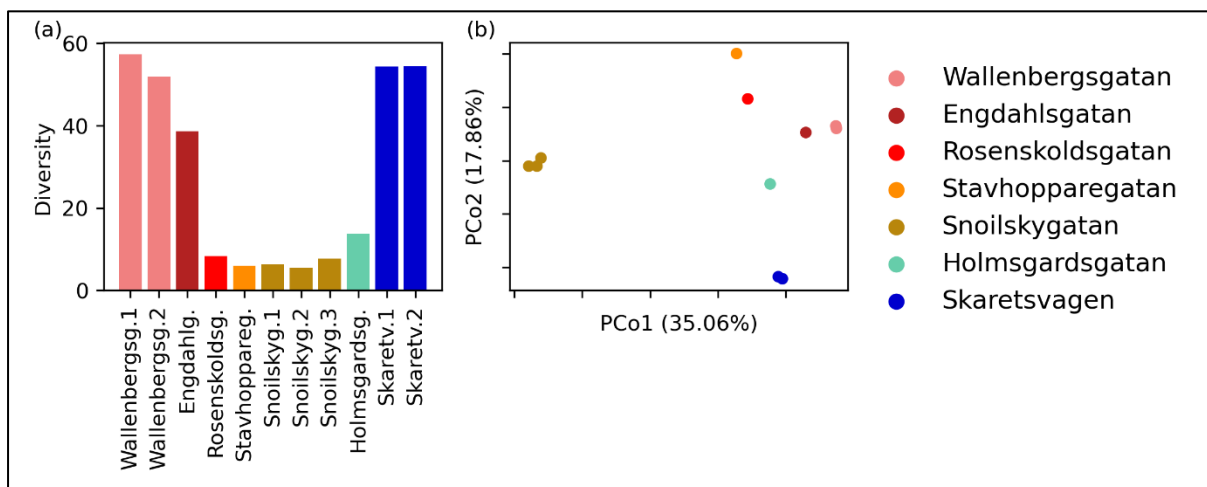 (a)
60
40
20
0
Diversity
Wallenbergsg.1
Wallenbergsg.2
Engdahlg.
Rosenskoldsg.
Stavhoppareg.
Snoilskyg.1
Snoilskyg.2
Snoilskyg.3
Holmsgardsg.
Skaretv.1
Skaretv.2
(b)
PCo2 (17.86%)
PCo1 (35.06%)
Wallenbergsgatan
Engdahlsgatan
Rosenskoldsgatan
Stavhopparegatan
Snoilskygatan
Holmsgardsgatan
Skaretsvagen